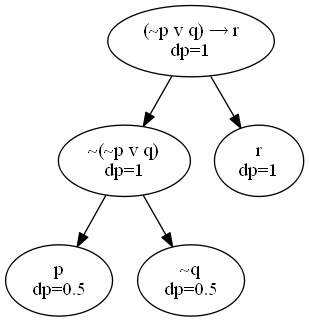 (~p v q) → r
dp=1
~(~p v q)
dp=1
r
dp=1
p
dp=0.5
~q
dp=0.5